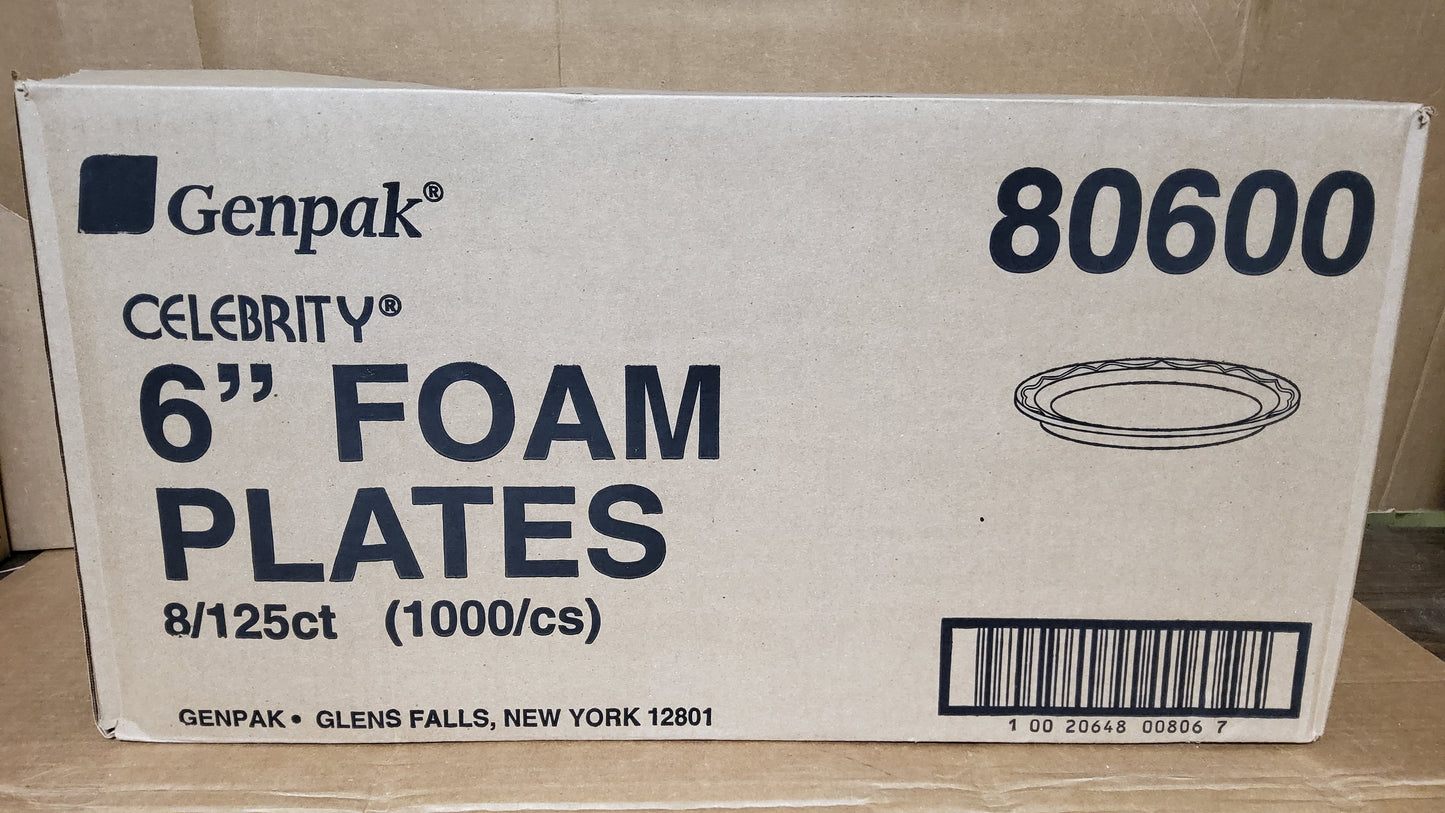 Genpak®
80600
CELEBRITY®
6” FOAM
PLATES
8/125ct (1000/cs)
GENPAK • GLENS FALLS, NEW YORK 12801
1 00 20648 00806 7